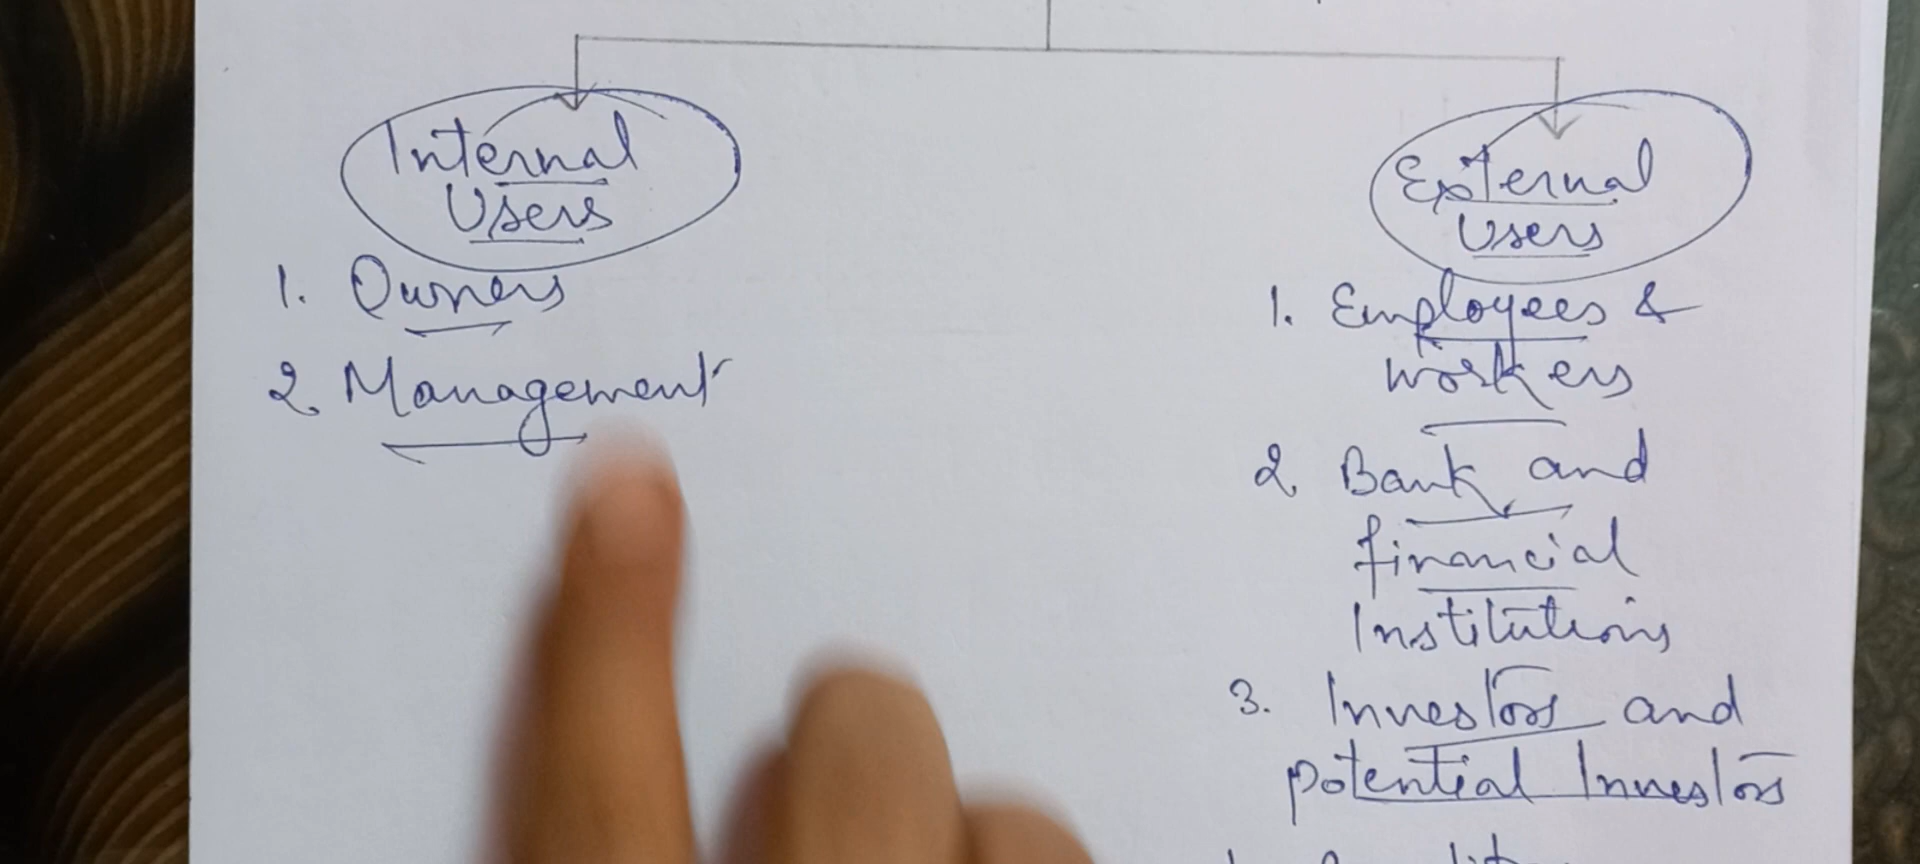 Internal
Users
1. Owners
2 Management
External
Users
1. Employees &
workers
2 Bank and
financial
Institutions
3. Investors and
potential Investors